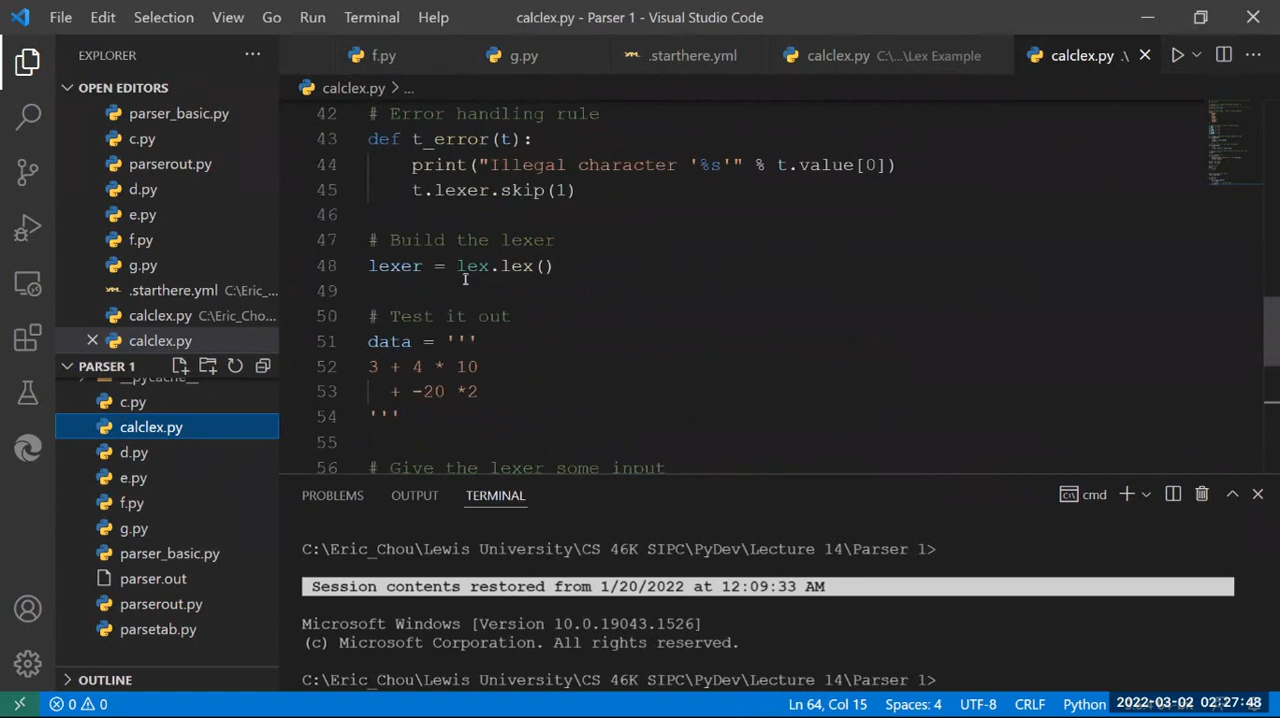 File Edit Selection View Go Run Terminal Help calclex.py - Parser 1 - Visual Studio Code
EXPLORER
f.py g.py .starthere.yml calclex.py C:\...\Lex Example calclex.py .\
OPEN EDITORS
parser_basic.py
c.py
parserout.py
d.py
e.py
f.py
g.py
.starthere.yml C:\Eric_...
calclex.py C:\Eric_Cho...
calclex.py
PARSER 1
__pycache__
c.py
calclex.py
d.py
e.py
f.py
g.py
parser_basic.py
parser.out
parserout.py
parsetab.py
OUTLINE
calclex.py > ...
42 # Error handling rule
43 def t_error(t):
44 print("Illegal character '%s'" % t.value[0])
45 t.lexer.skip(1)
46
47 # Build the lexer
48 lexer = lex.lex()
49
50 # Test it out
51 data = '''
52 3 + 4 * 10
53 + -20 *2
54 '''
55
56 # Give the lexer some input
PROBLEMS OUTPUT TERMINAL cmd
C:\Eric_Chou\Lewis University\CS 46K SIPC\PyDev\Lecture 14\Parser 1>
Session contents restored from 1/20/2022 at 12:09:33 AM
Microsoft Windows [Version 10.0.19043.1526]
(c) Microsoft Corporation. All rights reserved.
C:\Eric_Chou\Lewis University\CS 46K SIPC\PyDev\Lecture 14\Parser 1>
0 0 Ln 64, Col 15 Spaces: 4 UTF-8 CRLF Python 2022-03-02 02:27:48